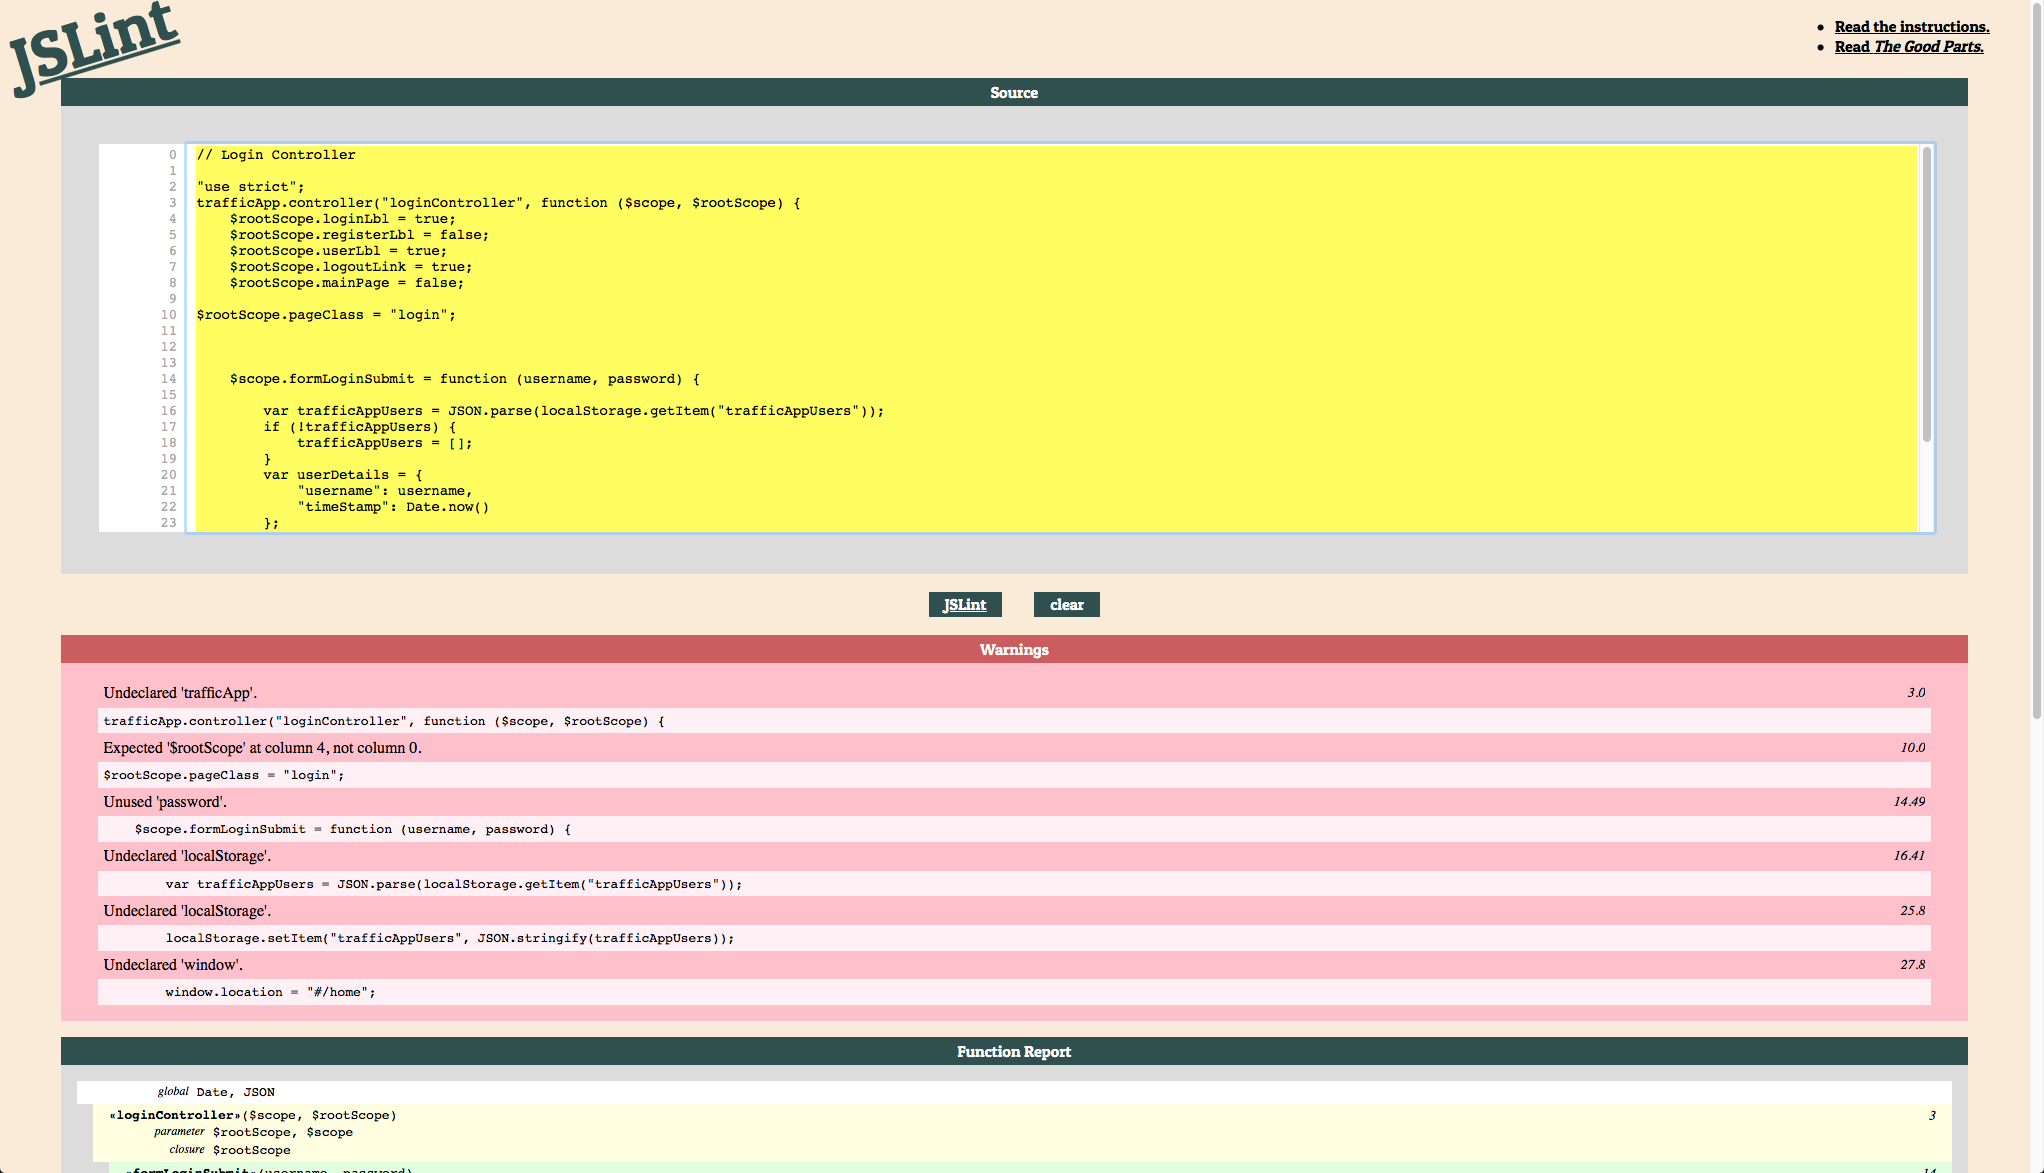 JSLint
Read the instructions.
Read The Good Parts.
Source
0 // Login Controller
1
2 "use strict";
3 trafficApp.controller("loginController", function ($scope, $rootScope) {
4 $rootScope.loginLbl = true;
5 $rootScope.registerLbl = false;
6 $rootScope.userLbl = true;
7 $rootScope.logoutLink = true;
8 $rootScope.mainPage = false;
9
10 $rootScope.pageClass = "login";
11
12
13
14 $scope.formLoginSubmit = function (username, password) {
15
16 var trafficAppUsers = JSON.parse(localStorage.getItem("trafficAppUsers"));
17 if (!trafficAppUsers) {
18 trafficAppUsers = [];
19 }
20 var userDetails = {
21 "username": username,
22 "timeStamp": Date.now()
23 };
JSLint clear
Warnings
Undeclared 'trafficApp'. 3.0
trafficApp.controller("loginController", function ($scope, $rootScope) {
Expected '$rootScope' at column 4, not column 0. 10.0
$rootScope.pageClass = "login";
Unused 'password'. 14.49
$scope.formLoginSubmit = function (username, password) {
Undeclared 'localStorage'. 16.41
var trafficAppUsers = JSON.parse(localStorage.getItem("trafficAppUsers"));
Undeclared 'localStorage'. 25.8
localStorage.setItem("trafficAppUsers", JSON.stringify(trafficAppUsers));
Undeclared 'window'. 27.8
window.location = "#/home";
Function Report
global Date, JSON
«loginController»($scope, $rootScope) 3
parameter $rootScope, $scope
closure $rootScope
«formLoginSubmit»(username, password) 14